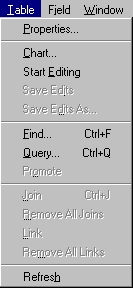 Table Field Window
Properties...
Chart...
Start Editing
Save Edits
Save Edits As...
Find... Ctrl+F
Query... Ctrl+Q
Promote
Join Ctrl+J
Remove All Joins
Link
Remove All Links
Refresh